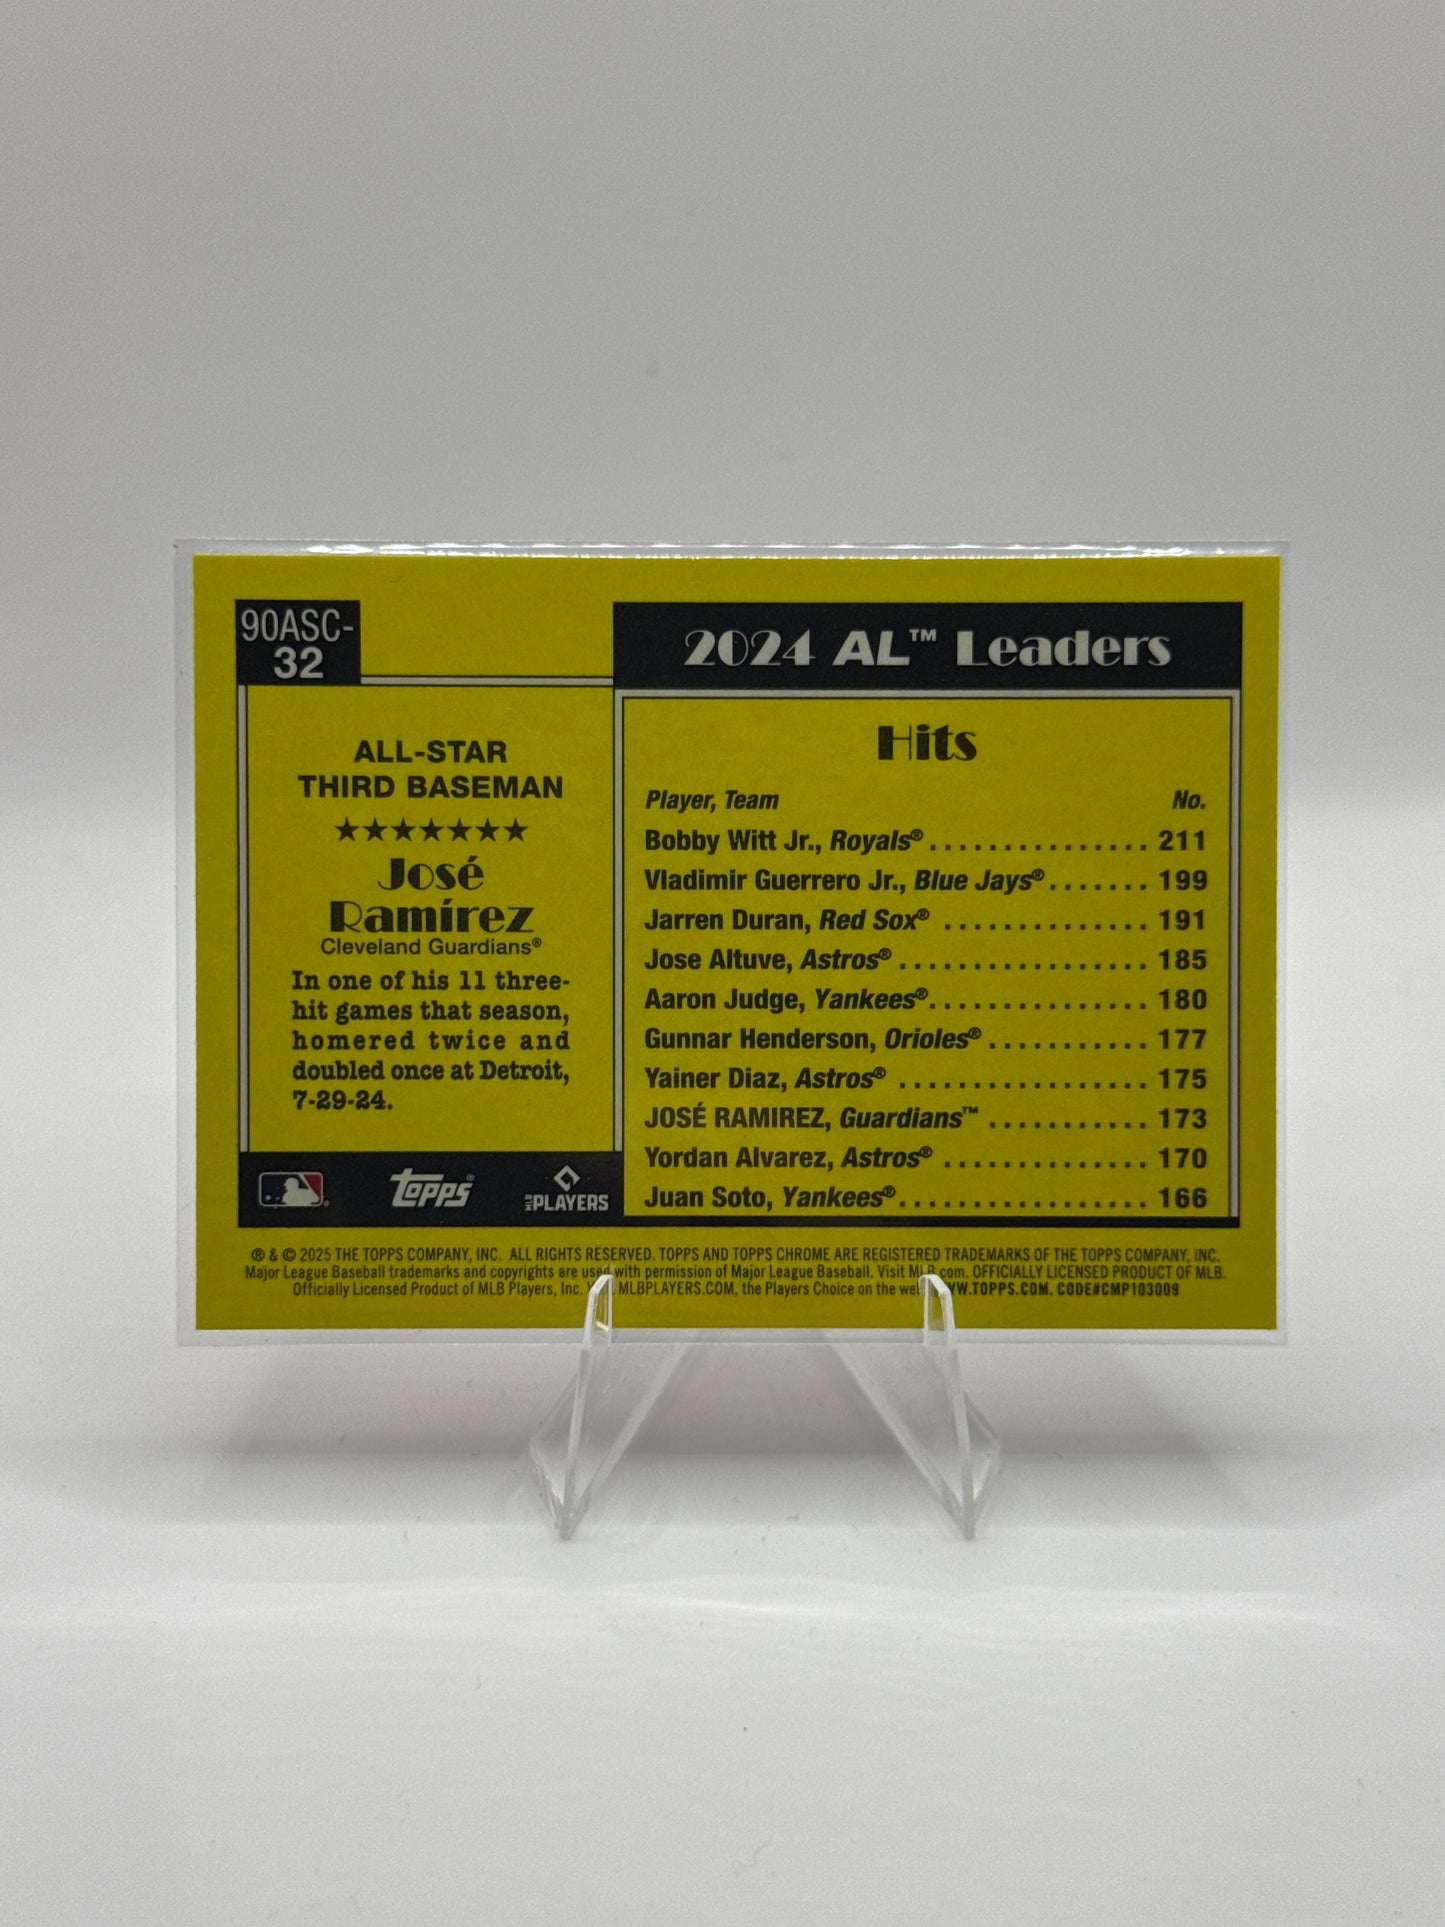 90ASC-
32
ALL-STAR
THIRD BASEMAN
★★★★★★★
José
Ramírez
Cleveland Guardians®
In one of his 11 three-
hit games that season,
homered twice and
doubled once at Detroit,
7-29-24.
Topps®
MLB PLAYERS
2024 AL™ Leaders
Hits
Player, Team No.
Bobby Witt Jr., Royals® . . . . . . . . . . . . . . . 211
Vladimir Guerrero Jr., Blue Jays® . . . . . . . 199
Jarren Duran, Red Sox® . . . . . . . . . . . . . . 191
Jose Altuve, Astros® . . . . . . . . . . . . . . . . . 185
Aaron Judge, Yankees® . . . . . . . . . . . . . . . 180
Gunnar Henderson, Orioles® . . . . . . . . . . . 177
Yainer Diaz, Astros® . . . . . . . . . . . . . . . . . 175
JOSÉ RAMIREZ, Guardians™ . . . . . . . . . . . 173
Yordan Alvarez, Astros® . . . . . . . . . . . . . . 170
Juan Soto, Yankees® . . . . . . . . . . . . . . . . . 166
® & © 2025 THE TOPPS COMPANY, INC. ALL RIGHTS RESERVED. TOPPS AND TOPPS CHROME ARE REGISTERED TRADEMARKS OF THE TOPPS COMPANY, INC.
Major League Baseball trademarks and copyrights are used with permission of Major League Baseball. Visit MLB.com. OFFICIALLY LICENSED PRODUCT OF MLB.
Officially Licensed Product of MLB Players, Inc. MLBPLAYERS.COM, the Players Choice on the WW.TOPPS.COM. CODE#CMP103009